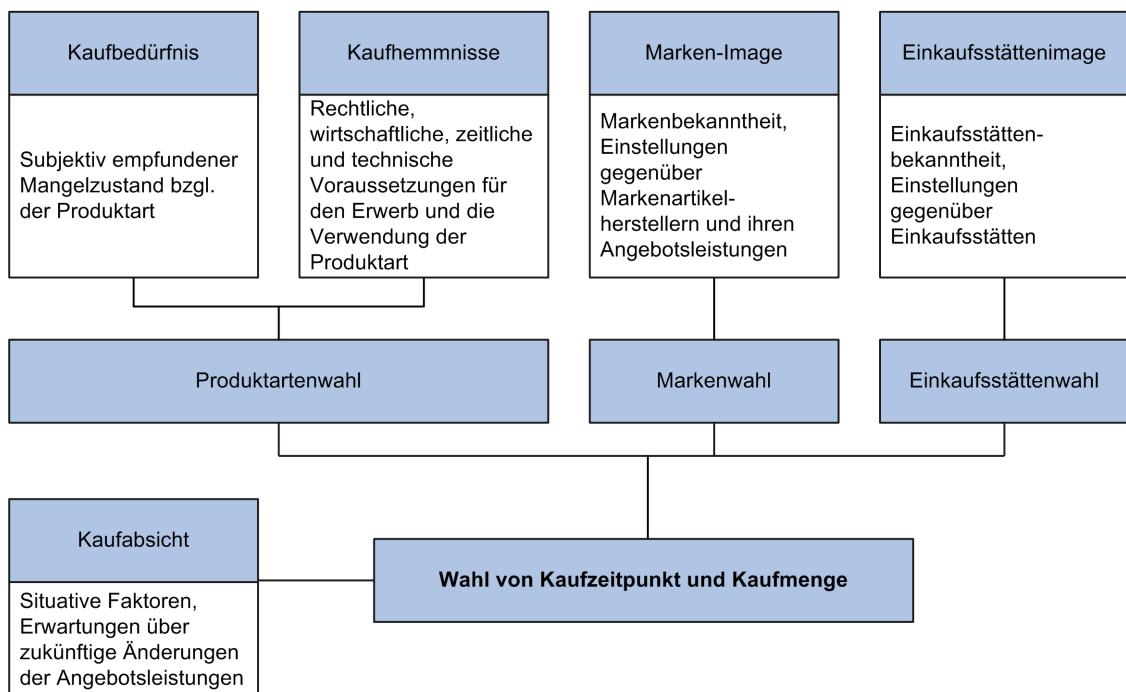 Kaufbedürfnis
Subjektiv empfundener
Mangelzustand bzgl.
der Produktart
Kaufhemmnisse
Rechtliche,
wirtschaftliche, zeitliche
und technische
Voraussetzungen für
den Erwerb und die
Verwendung der
Produktart
Marken-Image
Markenbekanntheit,
Einstellungen
gegenüber
Markenartikel-
herstellern und ihren
Angebotsleistungen
Einkaufsstättenimage
Einkaufsstätten-
bekanntheit,
Einstellungen
gegenüber
Einkaufsstätten
Produktartenwahl
Markenwahl
Einkaufsstättenwahl
Kaufabsicht
Situative Faktoren,
Erwartungen über
zukünftige Änderungen
der Angebotsleistungen
Wahl von Kaufzeitpunkt und Kaufmenge